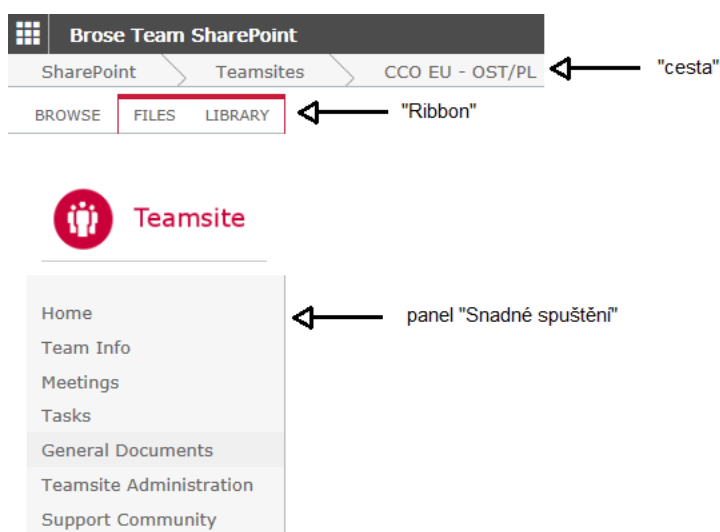 Brose Team SharePoint
SharePoint Teamsites CCO EU - OST/PL "cesta"
BROWSE FILES LIBRARY "Ribbon"
Teamsite
Home panel "Snadné spuštění"
Team Info
Meetings
Tasks
General Documents
Teamsite Administration
Support Community